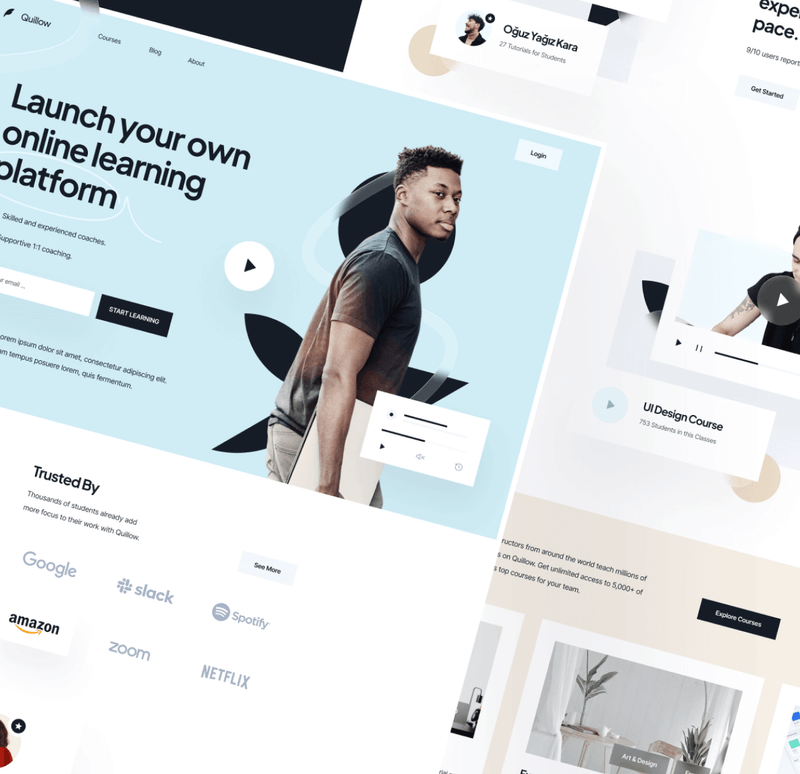 Quillow
Courses
Blog
About
Login
Launch your own
online learning
platform
Skilled and experienced coaches.
Supportive 1:1 coaching.
email ...
START LEARNING
Lorem ipsum dolor sit amet, consectetur adipiscing elit.
tempus posuere lorem, quis fermentum.
Trusted By
Thousands of students already add
more focus to their work with Quillow.
See More
Google
slack
Spotify
amazon
zoom
NETFLIX
Oğuz Yağız Kara
27 Tutorials for Students
pace.
9/10 users
Get Started
UI Design Course
753 Students in this Classes
from around the world teach millions of
on Quillow. Get unlimited access to 5,000+ of
top courses for your team.
Explore Courses
Art & Design